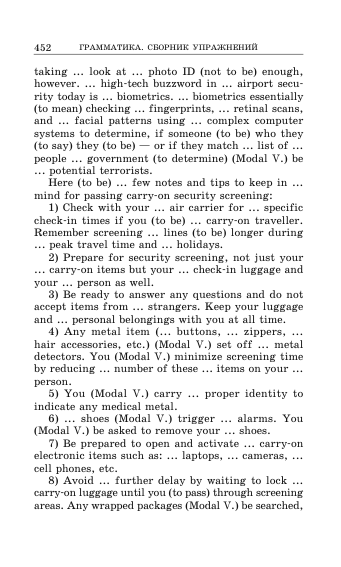 452 ГРАММАТИКА. СБОРНИК УПРАЖНЕНИЙ
taking ... look at ... photo ID (not to be) enough,
however. ... high-tech buzzword in ... airport secu-
rity today is ... biometrics. ... biometrics essentially
(to mean) checking ... fingerprints, ... retinal scans,
and ... facial patterns using ... complex computer
systems to determine, if someone (to be) who they
(to say) they (to be) — or if they match ... list of ...
people ... government (to determine) (Modal V.) be
... potential terrorists.
Here (to be) ... few notes and tips to keep in ...
mind for passing carry-on security screening:
1) Check with your ... air carrier for ... specific
check-in times if you (to be) ... carry-on traveller.
Remember screening ... lines (to be) longer during
... peak travel time and ... holidays.
2) Prepare for security screening, not just your
... carry-on items but your ... check-in luggage and
your ... person as well.
3) Be ready to answer any questions and do not
accept items from ... strangers. Keep your luggage
and ... personal belongings with you at all time.
4) Any metal item (... buttons, ... zippers, ...
hair accessories, etc.) (Modal V.) set off ... metal
detectors. You (Modal V.) minimize screening time
by reducing ... number of these ... items on your ...
person.
5) You (Modal V.) carry ... proper identity to
indicate any medical metal.
6) ... shoes (Modal V.) trigger ... alarms. You
(Modal V.) be asked to remove your ... shoes.
7) Be prepared to open and activate ... carry-on
electronic items such as: ... laptops, ... cameras, ...
cell phones, etc.
8) Avoid ... further delay by waiting to lock ...
carry-on luggage until you (to pass) through screening
areas. Any wrapped packages (Modal V.) be searched,